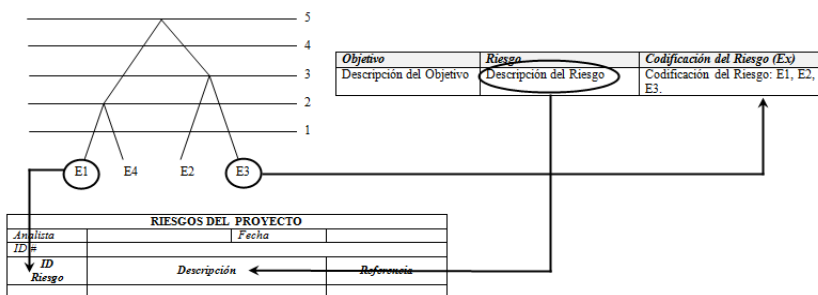 5
4
3
2
1
E1 E4 E2 E3
Objetivo Riesgo Codificación del Riesgo (Ex)
Descripción del Objetivo Descripción del Riesgo Codificación del Riesgo: E1, E2,
E3.
RIESGOS DEL PROYECTO
Analista Fecha
ID #
ID
Riesgo Descripción Referencia